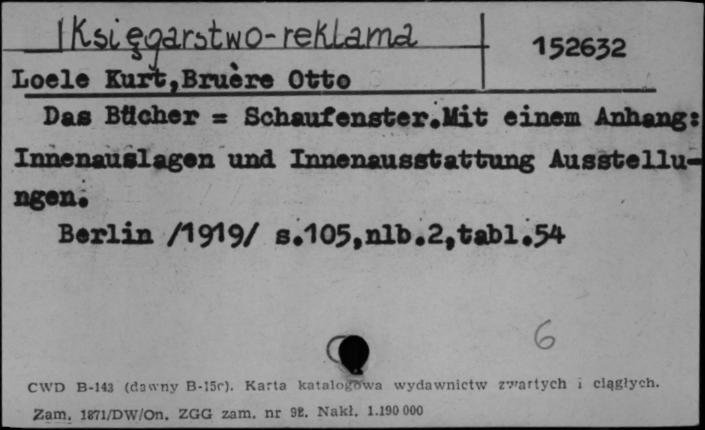 Księgarstwo-reklama
152632
Loele Kurt,Bruère Otto
Das Bücher = Schaufenster.Mit einem Anhang:
Innenauslagen und Innenausstattung Ausstellu-
ngen.
Berlin /1919/ s.105,nlb.2,tabl.54
6
CWD B-143 (dawny B-15c). Karta katalogowa wydawnictw zwartych i ciągłych.
Zam. 1871/DW/On. ZGG zam. nr 92. Nakł. 1.190 000